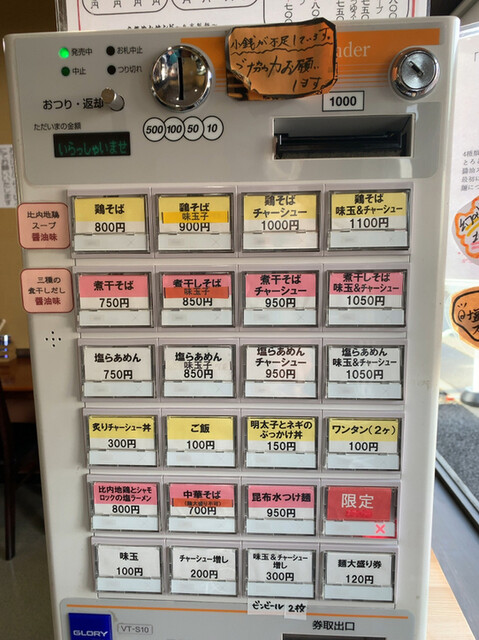 小銭が不足しています。
ご協力お願い
します
発売中
お札中止
中止
つり切れ
おつり・返却
ただいまの金額
いらっしゃいませ
500 100 50 10
1000
比内地鶏
スープ
醤油味
鶏そば
800円
鶏そば
味玉子
900円
鶏そば
チャーシュー
1000円
鶏そば
味玉&チャーシュー
1100円
三種の
煮干しだし
醤油味
煮干そば
750円
煮干しそば
味玉子
850円
煮干そば
チャーシュー
950円
煮干しそば
味玉&チャーシュー
1050円
塩らあめん
750円
塩らあめん
味玉子
850円
塩らあめん
チャーシュー
950円
塩らあめん
味玉&チャーシュー
1050円
炙りチャーシュー丼
300円
ご飯
100円
明太子とネギの
ぶっかけ丼
150円
ワンタン(2ヶ)
100円
比内地鶏とシャモ
ロックの塩ラーメン
800円
中華そば
700円
昆布水つけ麺
950円
限定
味玉
100円
チャーシュー増し
200円
味玉&チャーシュー
増し
300円
麺大盛り券
120円
ビンビール 2枚
GLORY
VT-S10
券取出口